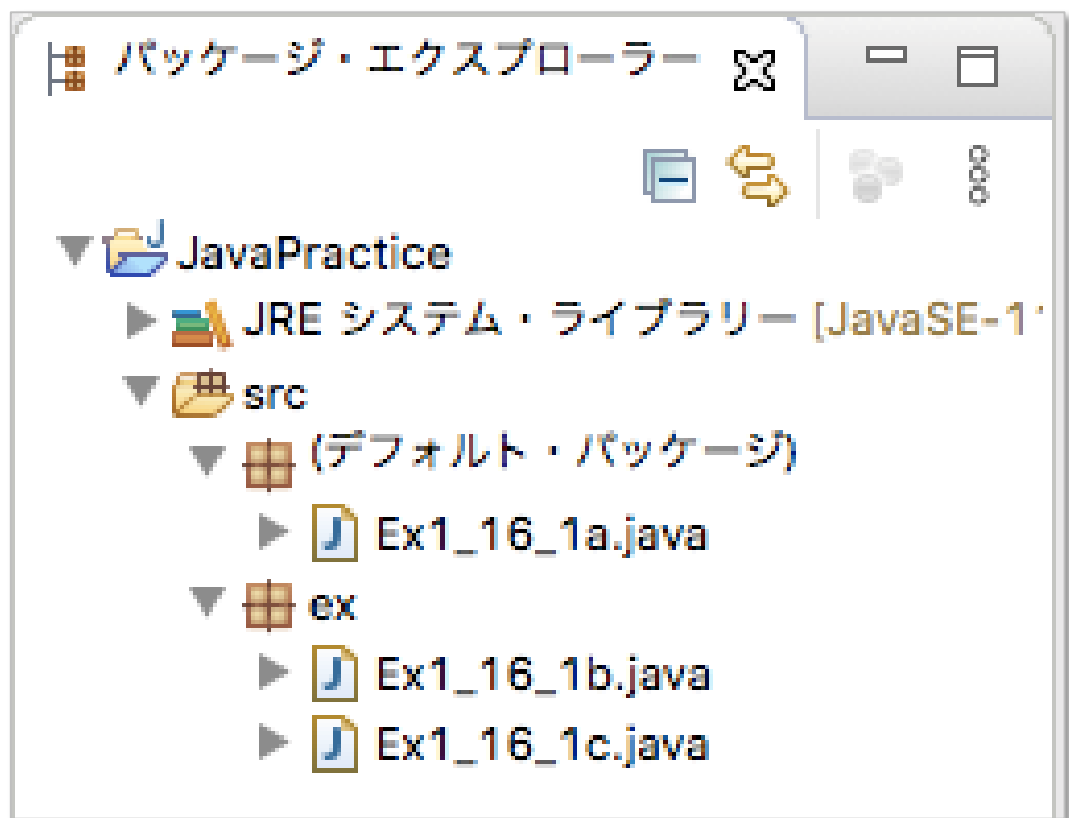 パッケージ・エクスプローラー
JavaPractice
JRE システム・ライブラリー [JavaSE-1
src
(デフォルト・パッケージ)
Ex1_16_1a.java
ex
Ex1_16_1b.java
Ex1_16_1c.java